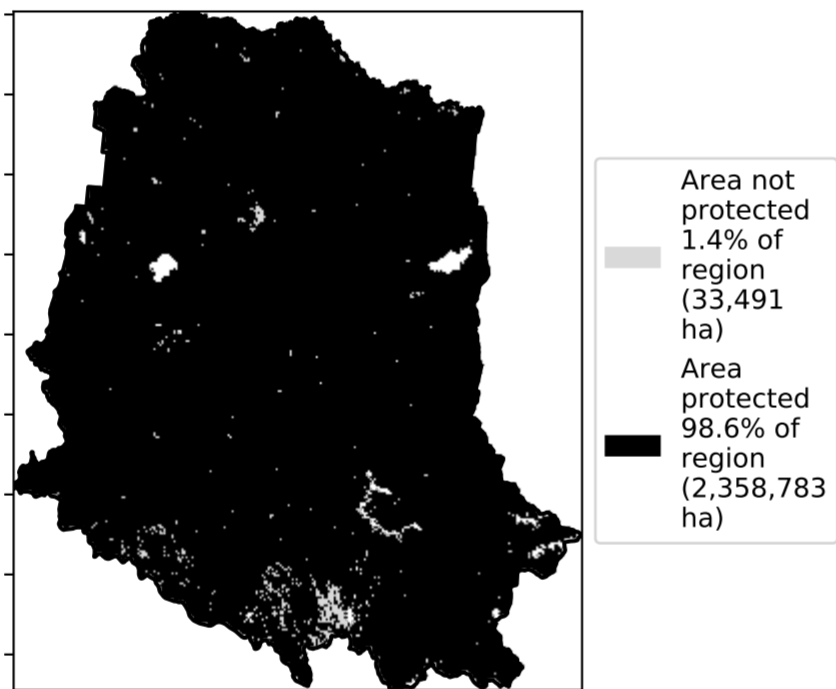 Area not
protected
1.4% of
region
(33,491
ha)
Area
protected
98.6% of
region
(2,358,783
ha)